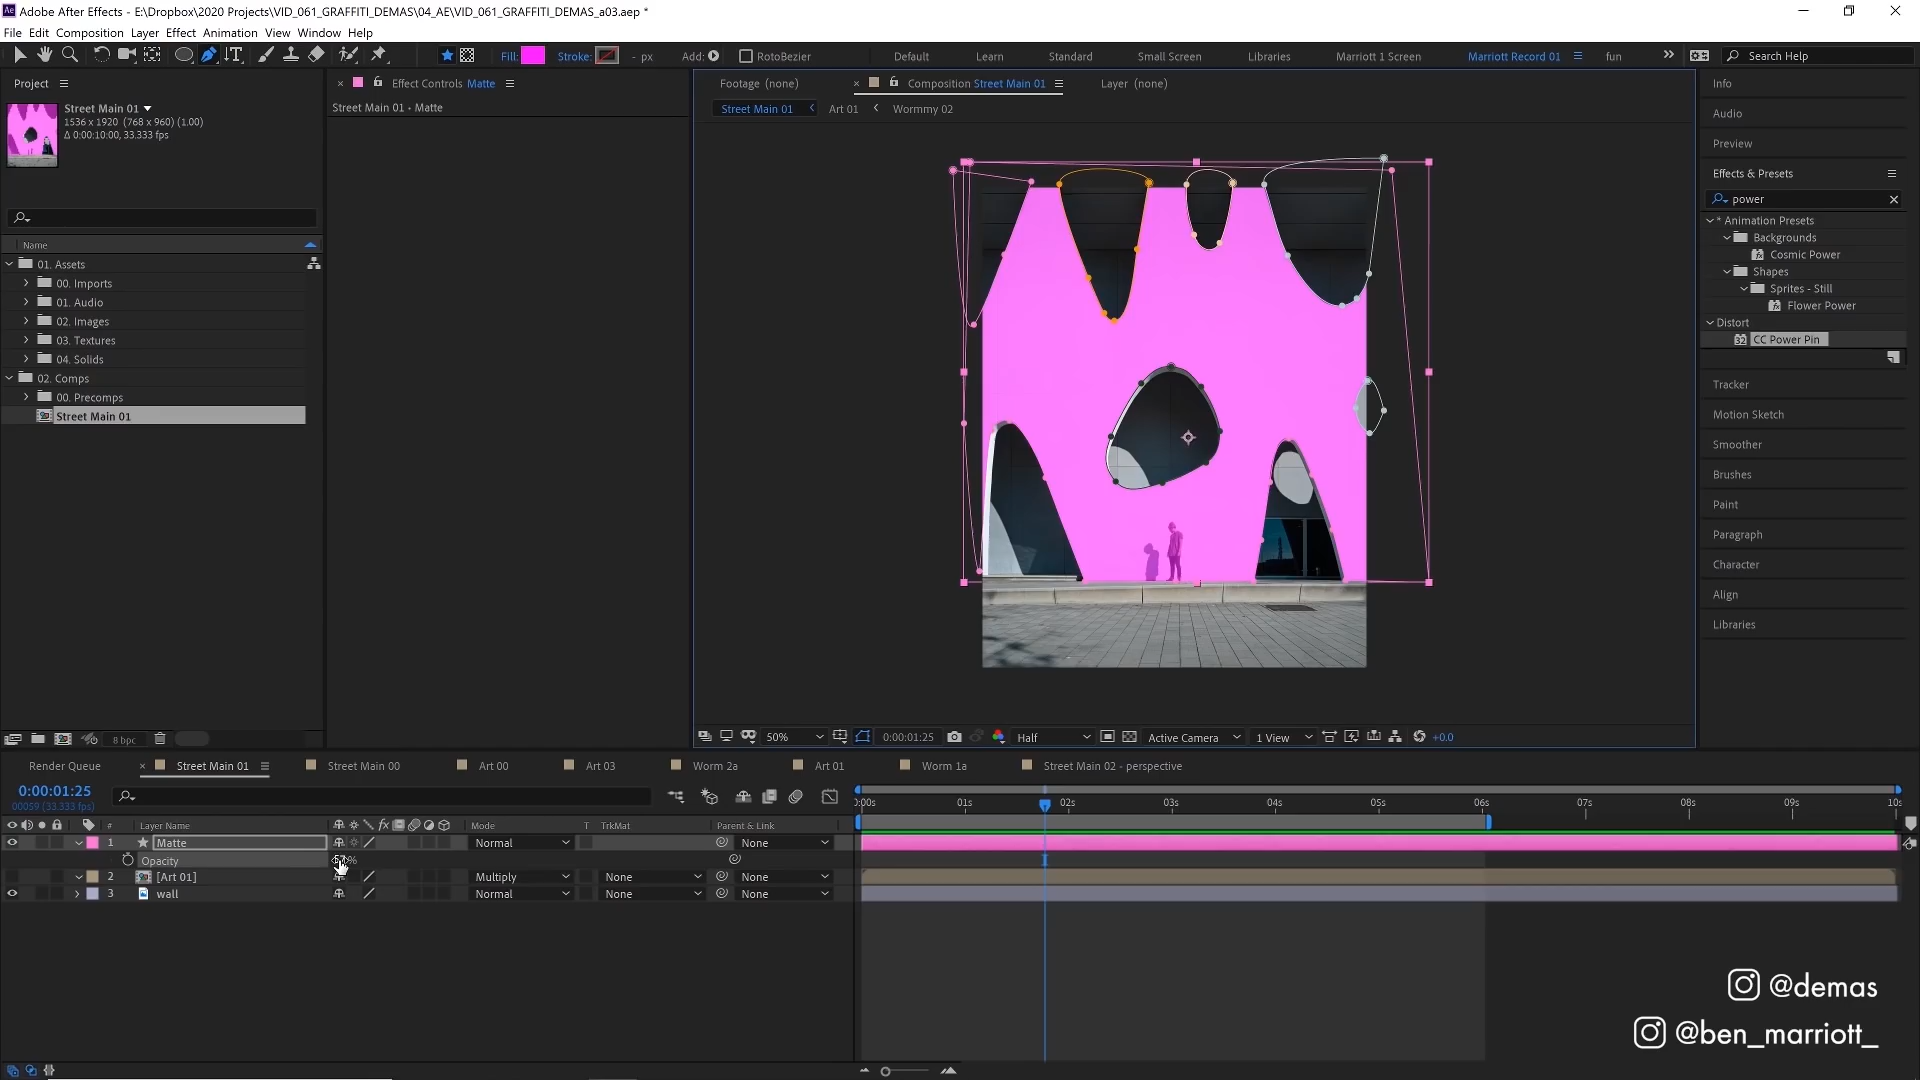 Ae Adobe After Effects - E:\Dropbox\2020 Projects\VID_061_GRAFFITI_DEMAS\04_AE\VID_061_GRAFFITI_DEMAS_a03.aep *
File Edit Composition Layer Effect Animation View Window Help
Fill: Stroke: - px Add: RotoBezier Default Learn Standard Small Screen Libraries Marriott 1 Screen Marriott Record 01 fun Search Help
Project
Street Main 01
1536 x 1920 (768 x 960) (1.00)
Δ 0:00:10:00, 33.333 fps
Name
01. Assets
00. Imports
01. Audio
02. Images
03. Textures
04. Solids
02. Comps
00. Precomps
Street Main 01
8 bpc
Effect Controls Matte
Street Main 01 • Matte
Footage (none) Composition Street Main 01 Layer (none)
Street Main 01 Art 01 Wormmy 02
50% 0:00:01:25 Half Active Camera 1 View +0.0
Info
Audio
Preview
Effects & Presets
power
* Animation Presets
Backgrounds
Cosmic Power
Shapes
Sprites - Still
Flower Power
Distort
32 CC Power Pin
Tracker
Motion Sketch
Smoother
Brushes
Paint
Paragraph
Character
Align
Libraries
Render Queue Street Main 01 Street Main 00 Art 00 Art 03 Worm 2a Art 01 Worm 1a Street Main 02 - perspective
0:00:01:25
00059 (33.333 fps)
:00s 01s 02s 03s 04s 05s 06s 07s 08s 09s 10s
# Layer Name fx Mode T TrkMat Parent & Link
1 Matte Normal None
Opacity
2 [Art 01] Multiply None None
3 wall Normal None None
@demas
@ben_marriott_